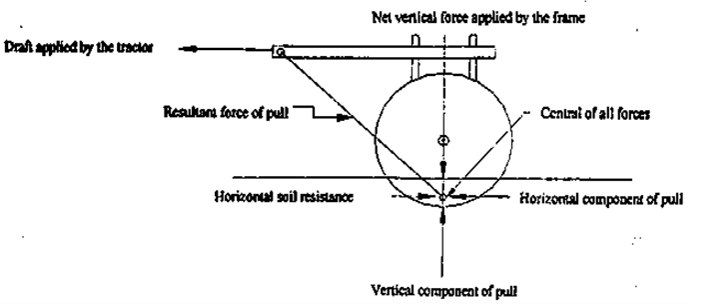 Net vertical force applied by the frame
Draft applied by the tractor
Resultant force of pull
Central of all forces
Horizontal soil resistance
Horizontal component of pull
Vertical component of pull